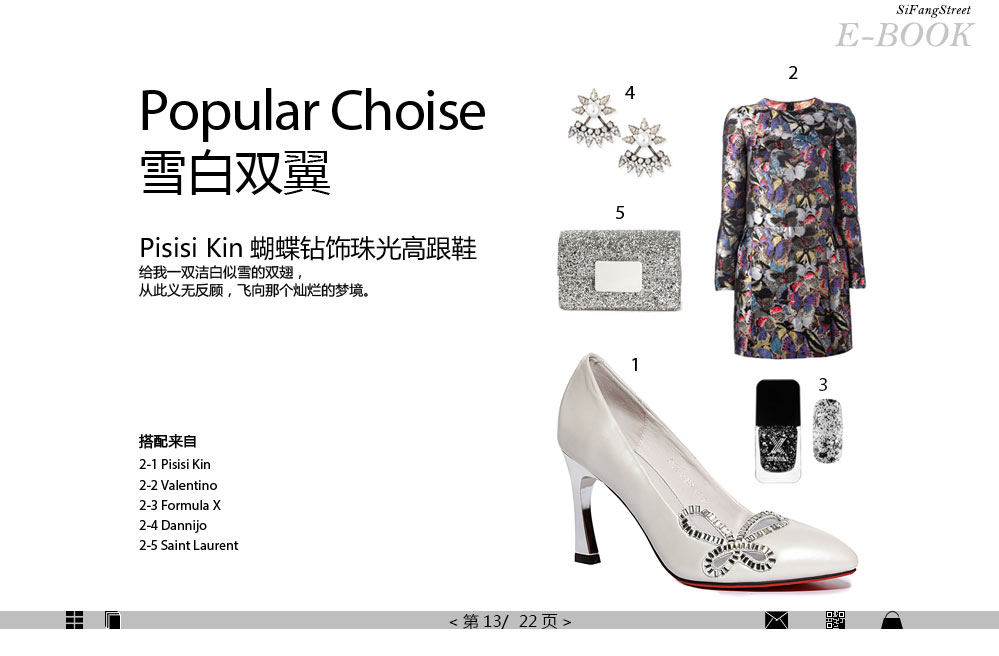 SiFangStreet
E-BOOK
Popular Choise
雪白双翼
Pisisi Kin 蝴蝶钻饰珠光高跟鞋
给我一双洁白似雪的双翅，
从此义无反顾，飞向那个灿烂的梦境。
搭配来自
2-1 Pisisi Kin
2-2 Valentino
2-3 Formula X
2-4 Dannijo
2-5 Saint Laurent
4
2
5
1
3
X
< 第 13/ 22 页 >